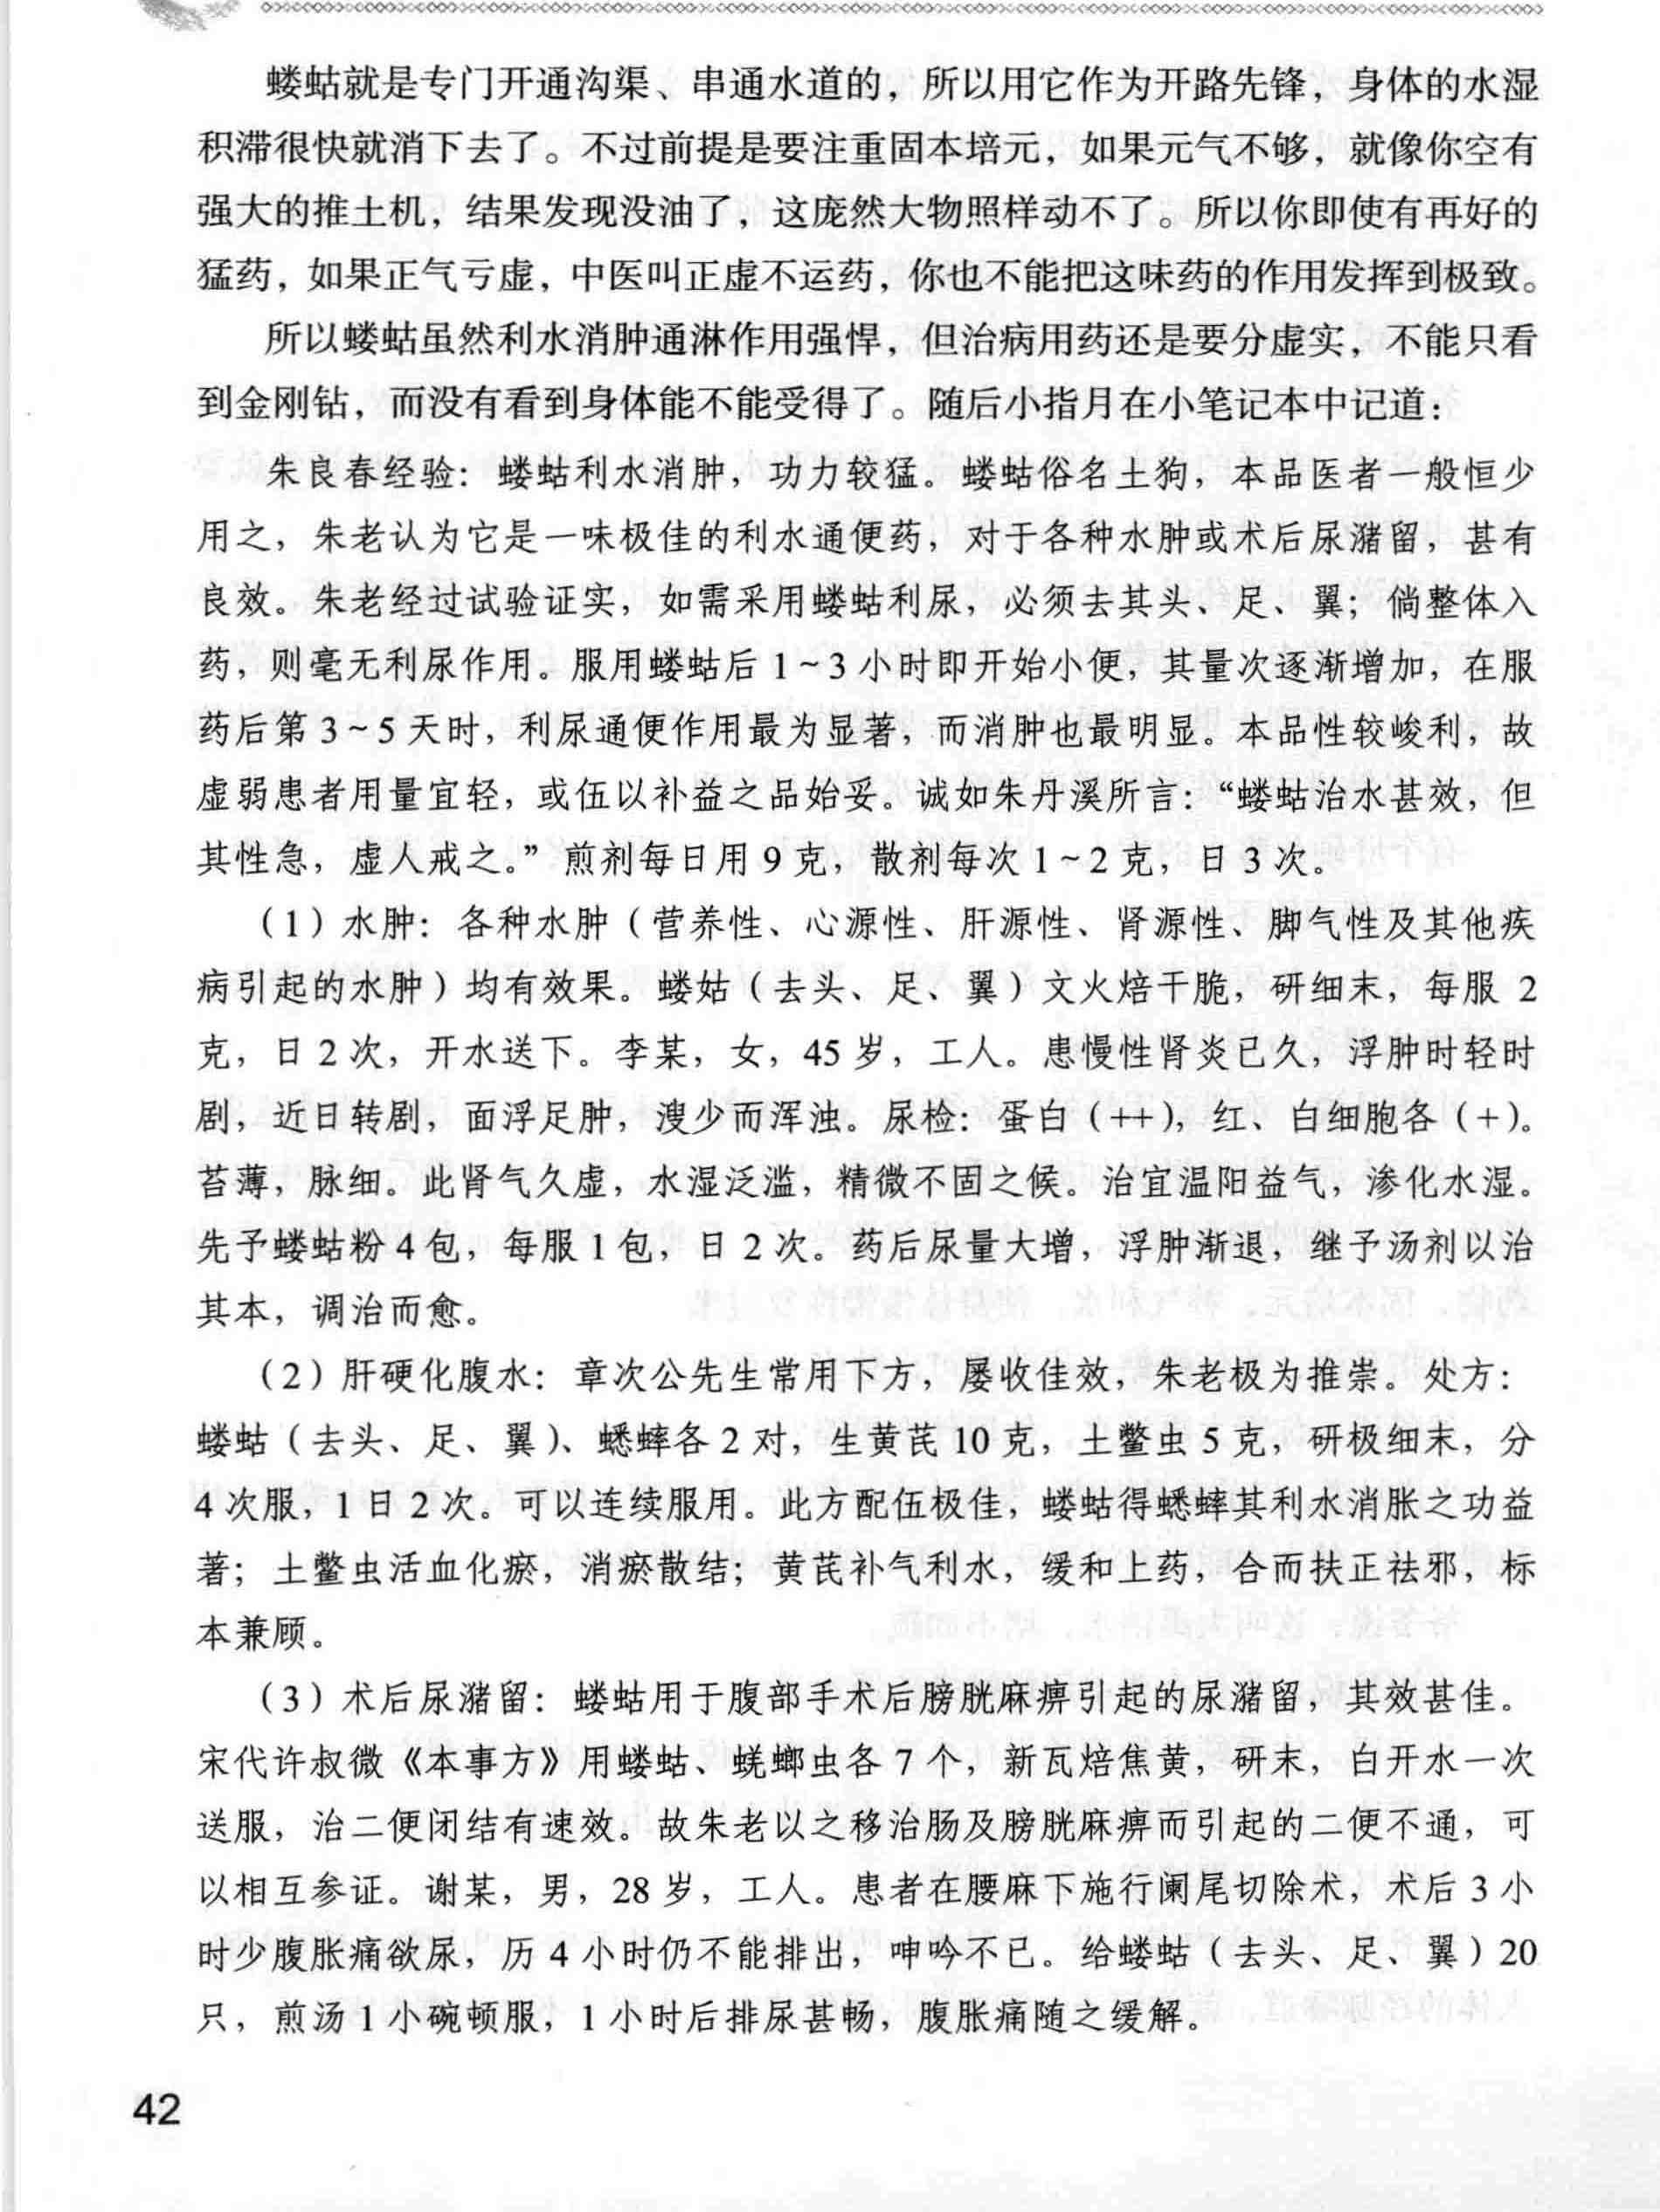 蝼蛄就是专门开通沟渠、串通水道的，所以用它作为开路先锋，身体的水湿
积滞很快就消下去了。不过前提是要注重固本培元，如果元气不够，就像你空有
强大的推土机，结果发现没油了，这庞然大物照样动不了。所以你即使有再好的
猛药，如果正气亏虚，中医叫正虚不运药，你也不能把这味药的作用发挥到极致。
所以蝼蛄虽然利水消肿通淋作用强悍，但治病用药还是要分虚实，不能只看
到金刚钻，而没有看到身体能不能受得了。随后小指月在小笔记本中记道：
朱良春经验：蝼蛄利水消肿，功力较猛。蝼蛄俗名土狗，本品医者一般恒少
用之，朱老认为它是一味极佳的利水通便药，对于各种水肿或术后尿潴留，甚有
良效。朱老经过试验证实，如需采用蝼蛄利尿，必须去其头、足、翼；倘整体入
药，则毫无利尿作用。服用蝼蛄后 1~3 小时即开始小便，其量次逐渐增加，在服
药后第 3~5 天时，利尿通便作用最为显著，而消肿也最明显。本品性较峻利，故
虚弱患者用量宜轻，或伍以补益之品始妥。诚如朱丹溪所言：“蝼蛄治水甚效，但
其性急，虚人戒之。”煎剂每日用 9 克，散剂每次 1~2 克，日 3 次。
（1）水肿：各种水肿（营养性、心源性、肝源性、肾源性、脚气性及其他疾
病引起的水肿）均有效果。蝼姑（去头、足、翼）文火焙干脆，研细末，每服 2
克，日 2 次，开水送下。李某，女，45 岁，工人。患慢性肾炎已久，浮肿时轻时
剧，近日转剧，面浮足肿，溲少而浑浊。尿检：蛋白（++），红、白细胞各（+）。
苔薄，脉细。此肾气久虚，水湿泛滥，精微不固之候。治宜温阳益气，渗化水湿。
先予蝼蛄粉 4 包，每服 1 包，日 2 次。药后尿量大增，浮肿渐退，继予汤剂以治
其本，调治而愈。
（2）肝硬化腹水：章次公先生常用下方，屡收佳效，朱老极为推崇。处方：
蝼蛄（去头、足、翼）、蟋蟀各 2 对，生黄芪 10 克，土鳖虫 5 克，研极细末，分
4 次服，1 日 2 次。可以连续服用。此方配伍极佳，蝼蛄得蟋蟀其利水消胀之功益
著；土鳖虫活血化瘀，消瘀散结；黄芪补气利水，缓和上药，合而扶正祛邪，标
本兼顾。
（3）术后尿潴留：蝼蛄用于腹部手术后膀胱麻痹引起的尿潴留，其效甚佳。
宋代许叔微《本事方》用蝼蛄、蜣螂虫各 7 个，新瓦焙焦黄，研末，白开水一次
送服，治二便闭结有速效。故朱老以之移治肠及膀胱麻痹而引起的二便不通，可
以相互参证。谢某，男，28 岁，工人。患者在腰麻下施行阑尾切除术，术后 3 小
时少腹胀痛欲尿，历 4 小时仍不能排出，呻吟不已。给蝼蛄（去头、足、翼）20
只，煎汤 1 小碗顿服，1 小时后排尿甚畅，腹胀痛随之缓解。
42